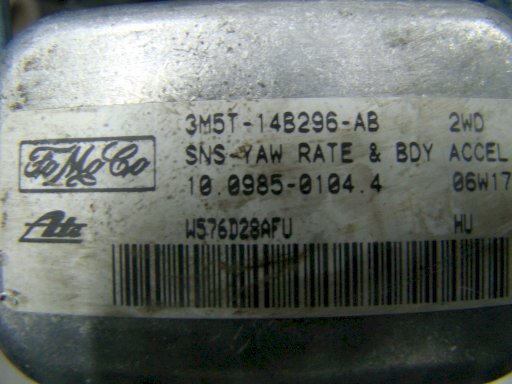 3M5T-14B296-AB 2WD
FoMoCo SNS-YAW RATE & BDY ACCEL
10.0985-0104.4 06W17
Ate W576D28AFU HU